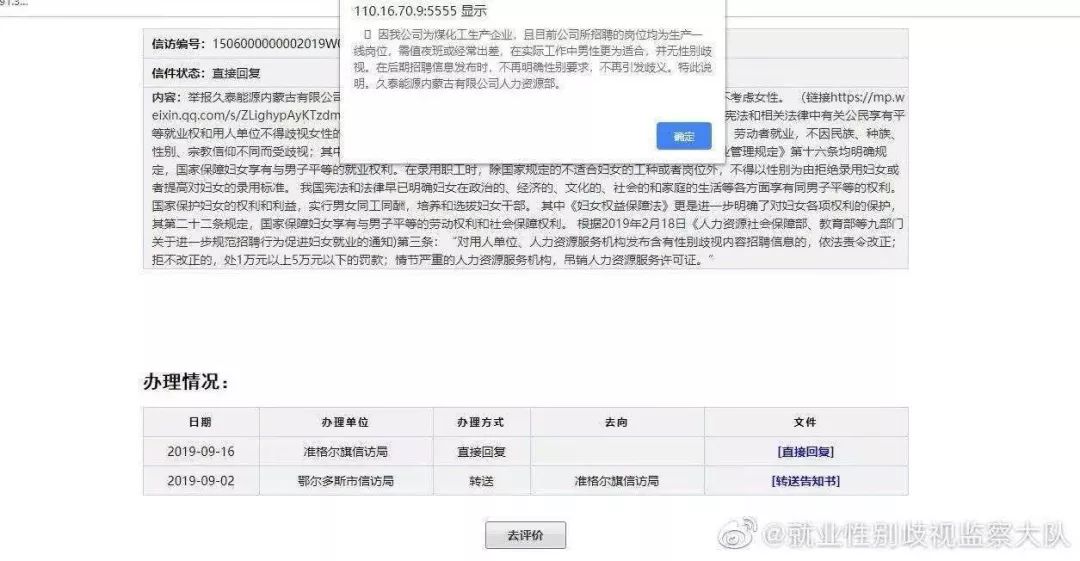 110.16.70.9:5555 显示
因我公司为煤化工生产企业，且目前公司所招聘的岗位均为生产一
线岗位，需值夜班或经常出差，在实际工作中男性更为适合，并无性别歧
视。在后期招聘信息发布时，不再明确性别要求，不再引发歧义。特此说
明。久泰能源内蒙古有限公司人力资源部。
确定
信访编号：1506000000002019W0
信件状态：直接回复
内容：举报久泰能源内蒙古有限公司 不考虑女性。 （链接https://mp.w
eixin.qq.com/s/ZLighypAyKTzdm 宪法和相关法律中有关公民享有平
等就业权和用人单位不得歧视女性的 劳动者就业，不因民族、种族、
性别、宗教信仰不同而受歧视；其中 业管理规定》第十六条均明确规
定，国家保障妇女享有与男子平等的就业权利。在录用职工时，除国家规定的不适合妇女的工种或者岗位外，不得以性别为由拒绝录用妇女或
者提高对妇女的录用标准。 我国宪法和法律早已明确妇女在政治的、经济的、文化的、社会的和家庭的生活等各方面享有同男子平等的权利。
国家保护妇女的权利和利益，实行男女同工同酬，培养和选拔妇女干部。 其中《妇女权益保障法》更是进一步明确了对妇女各项权利的保护，
其第二十二条规定，国家保障妇女享有与男子平等的劳动权利和社会保障权利。 根据2019年2月18日《人力资源社会保障部、教育部等九部门
关于进一步规范招聘行为促进妇女就业的通知》第三条：“对用人单位、人力资源服务机构发布含有性别歧视内容招聘信息的，依法责令改正；
拒不改正的，处1万元以上5万元以下的罚款；情节严重的人力资源服务机构，吊销人力资源服务许可证。”
办理情况：
日期 办理单位 办理方式 去向 文件
2019-09-16 准格尔旗信访局 直接回复 [直接回复]
2019-09-02 鄂尔多斯市信访局 转送 准格尔旗信访局 [转送告知书]
去评价
@就业性别歧视监察大队